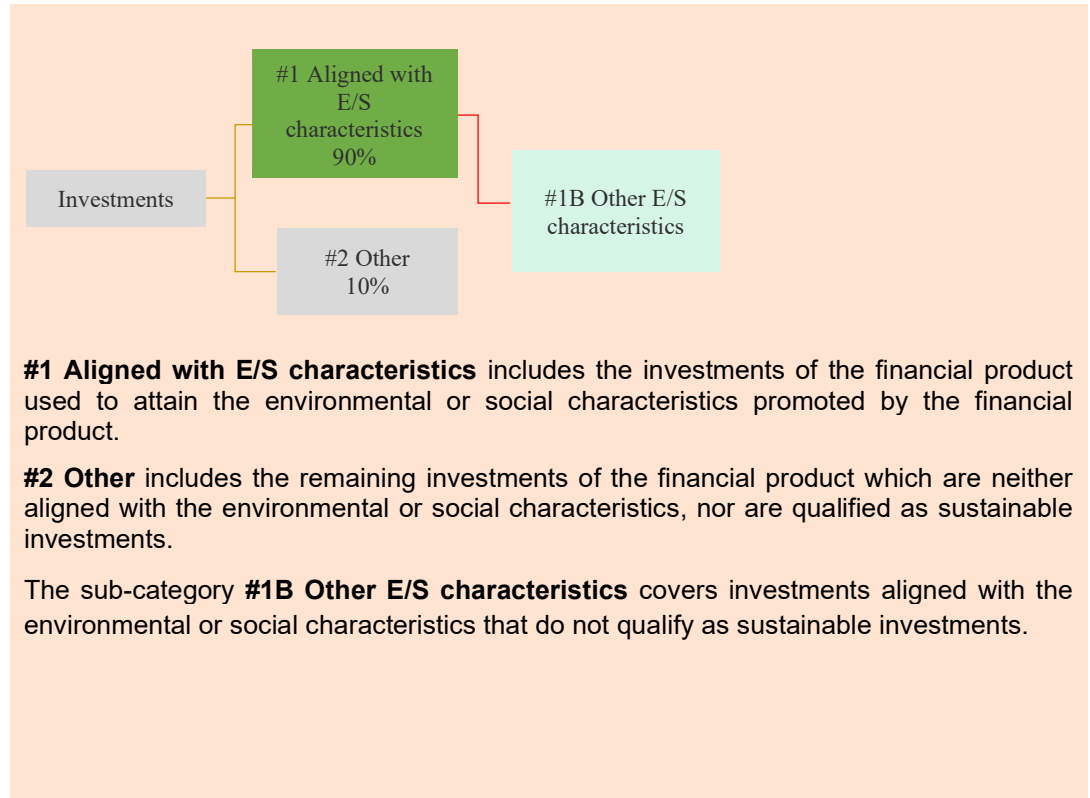 #1 Aligned with
E/S
characteristics
90%
Investments
#1B Other E/S
characteristics
#2 Other
10%
#1 Aligned with E/S characteristics includes the investments of the financial product
used to attain the environmental or social characteristics promoted by the financial
product.
#2 Other includes the remaining investments of the financial product which are neither
aligned with the environmental or social characteristics, nor are qualified as sustainable
investments.
The sub-category #1B Other E/S characteristics covers investments aligned with the
environmental or social characteristics that do not qualify as sustainable investments.